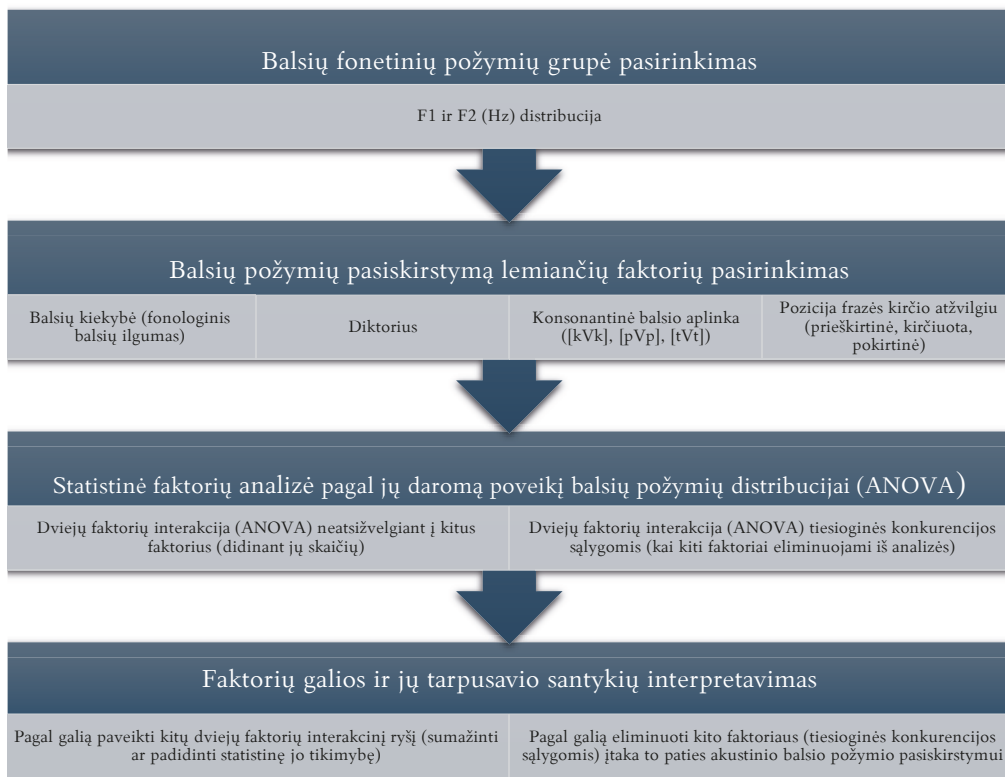 Balsių fonetinių požymių grupė pasirinkimas
F1 ir F2 (Hz) distribucija
Balsių požymių pasiskirstymą lemiančių faktorių pasirinkimas
Balsių kiekybė (fonologinis
balsių ilgumas)
Diktorius
Konsonantinė balsio aplinka
([kVk], [pVp], [tVt])
Pozicija frazės kirčio atžvilgiu
(prieškirtinė, kirčiuota,
pokirtinė)
Statistinė faktorių analizė pagal jų daromą poveikį balsių požymių distribucijai (ANOVA)
Dviejų faktorių interakcija (ANOVA) neatsižvelgiant į kitus
faktorius (didinant jų skaičių)
Dviejų faktorių interakcija (ANOVA) tiesioginės konkurencijos
sąlygomis (kai kiti faktoriai eliminuojami iš analizės)
Faktorių galios ir jų tarpusavio santykių interpretavimas
Pagal galią paveikti kitų dviejų faktorių interakcinį ryšį (sumažinti
ar padidinti statistinę jo tikimybę)
Pagal galią eliminuoti kito faktoriaus (tiesioginės konkurencijos
sąlygomis) įtaka to paties akustinio balsio požymio pasiskirstymui